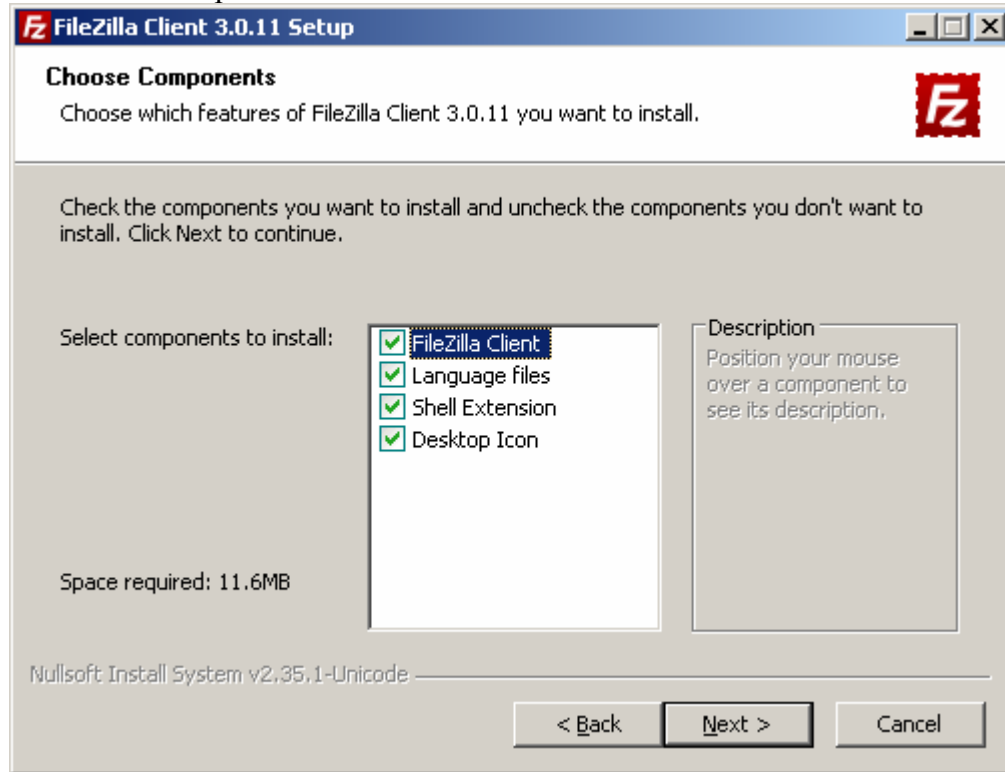 FileZilla Client 3.0.11 Setup
Choose Components
Choose which features of FileZilla Client 3.0.11 you want to install.
Fz
Check the components you want to install and uncheck the components you don't want to
install. Click Next to continue.
Select components to install:
FileZilla Client
Language files
Shell Extension
Desktop Icon
Description
Position your mouse
over a component to
see its description.
Space required: 11.6MB
Nullsoft Install System v2.35.1-Unicode
< Back
Next >
Cancel